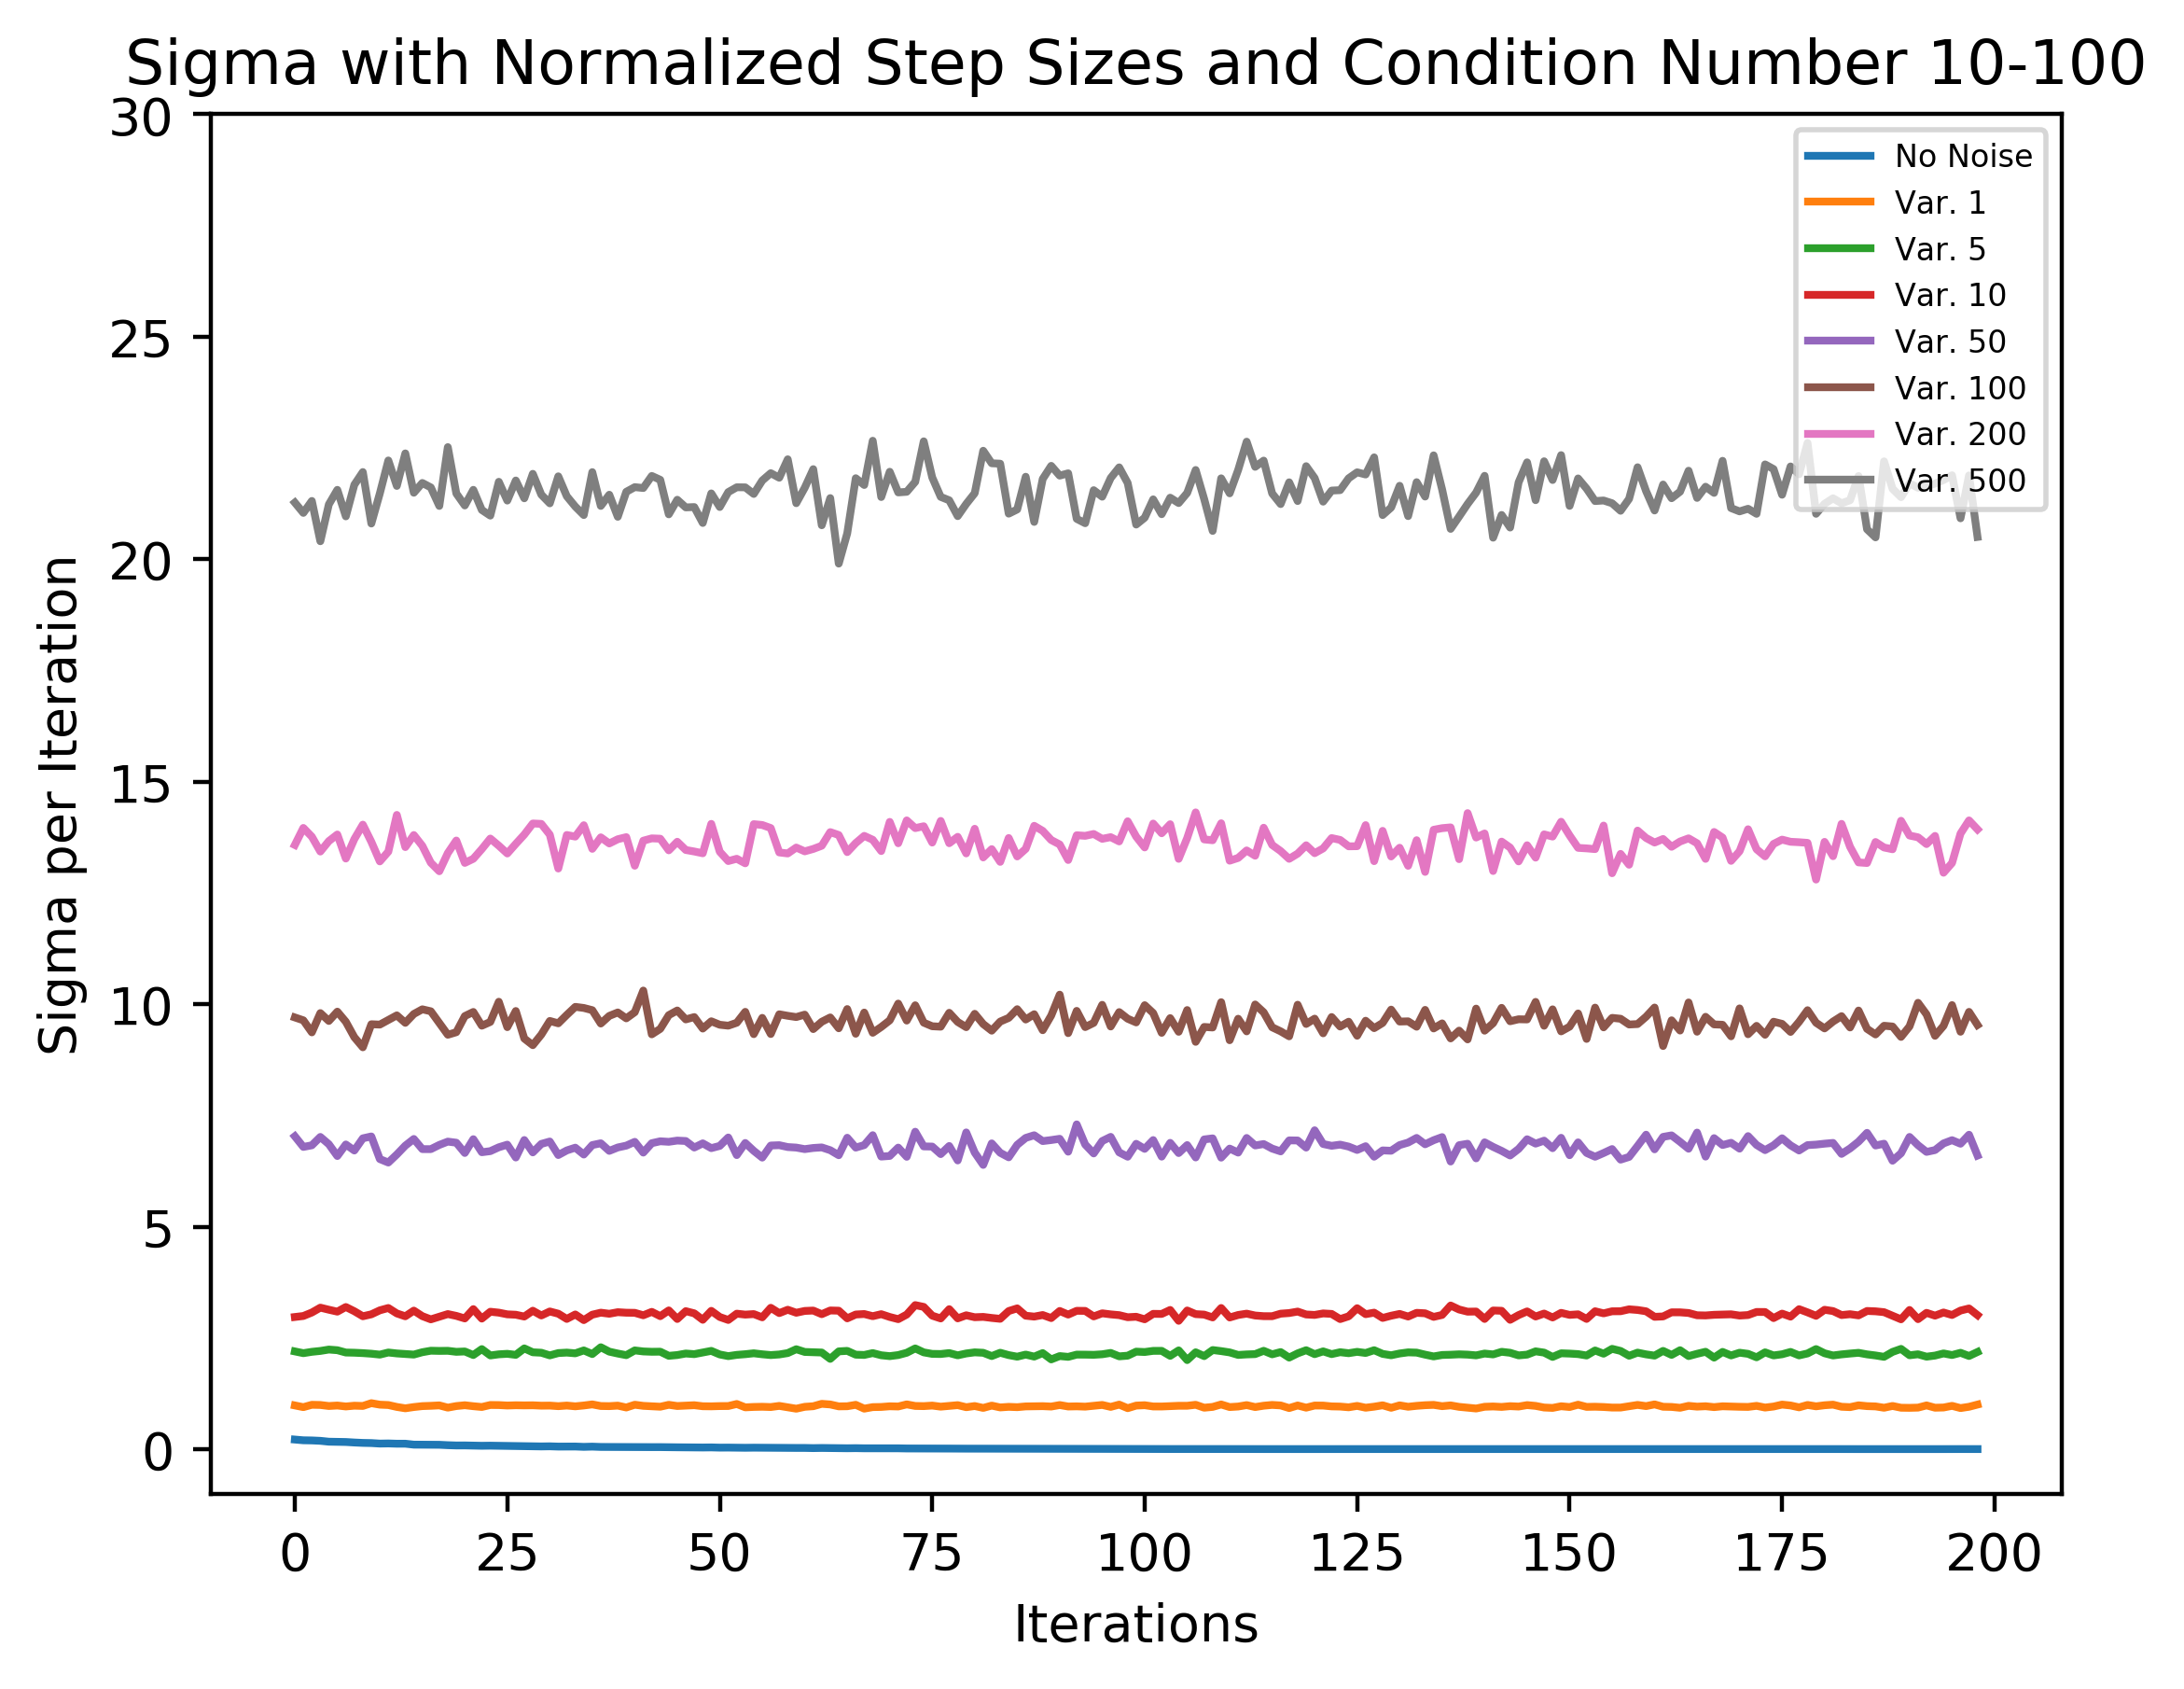 Sigma with Normalized Step Sizes and Condition Number 10-100
30
25
20
15
10
5
0
Sigma per Iteration
No Noise
Var. 1
Var. 5
Var. 10
Var. 50
Var. 100
Var. 200
Var. 500
0 25 50 75 100 125 150 175 200
Iterations